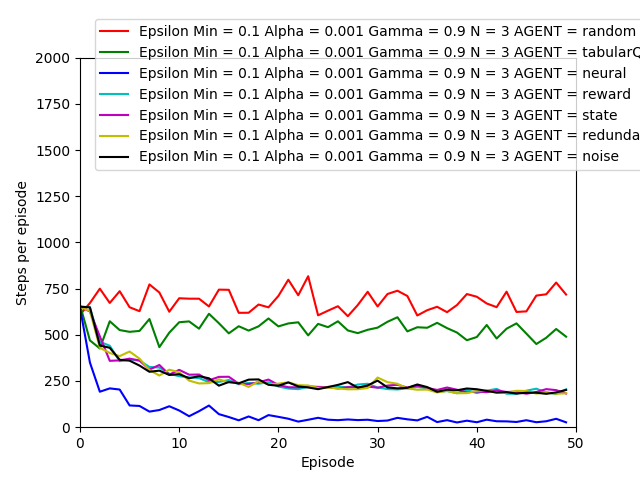 Epsilon Min = 0.1 Alpha = 0.001 Gamma = 0.9 N = 3 AGENT = random
Epsilon Min = 0.1 Alpha = 0.001 Gamma = 0.9 N = 3 AGENT = tabularQ
Epsilon Min = 0.1 Alpha = 0.001 Gamma = 0.9 N = 3 AGENT = neural
Epsilon Min = 0.1 Alpha = 0.001 Gamma = 0.9 N = 3 AGENT = reward
Epsilon Min = 0.1 Alpha = 0.001 Gamma = 0.9 N = 3 AGENT = state
Epsilon Min = 0.1 Alpha = 0.001 Gamma = 0.9 N = 3 AGENT = redunda
Epsilon Min = 0.1 Alpha = 0.001 Gamma = 0.9 N = 3 AGENT = noise
2000
1750
1500
1250
1000
750
500
250
0
Steps per episode
0 10 20 30 40 50
Episode